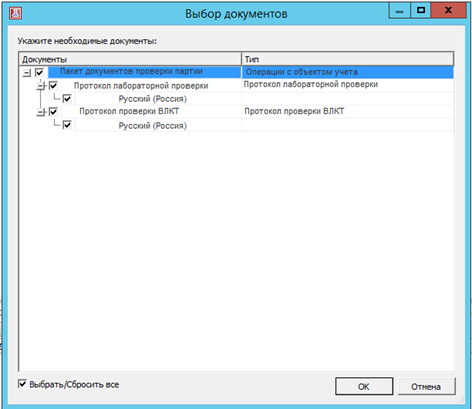 Выбор документов
Укажите необходимые документы:
Документы Тип
Пакет документов проверки партии Операции с объектом учета
Протокол лабораторной проверки Протокол лабораторной проверки
Русский (Россия)
Протокол проверки ВЛКТ Протокол проверки ВЛКТ
Русский (Россия)
Выбрать/Сбросить все OK Отмена